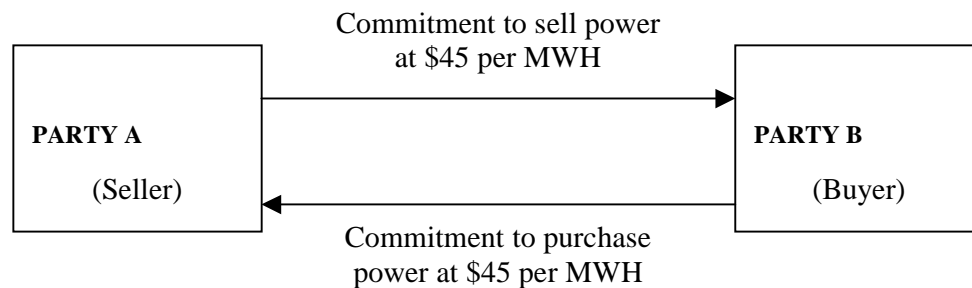 Commitment to sell power
at $45 per MWH
PARTY A
(Seller)
PARTY B
(Buyer)
Commitment to purchase
power at $45 per MWH